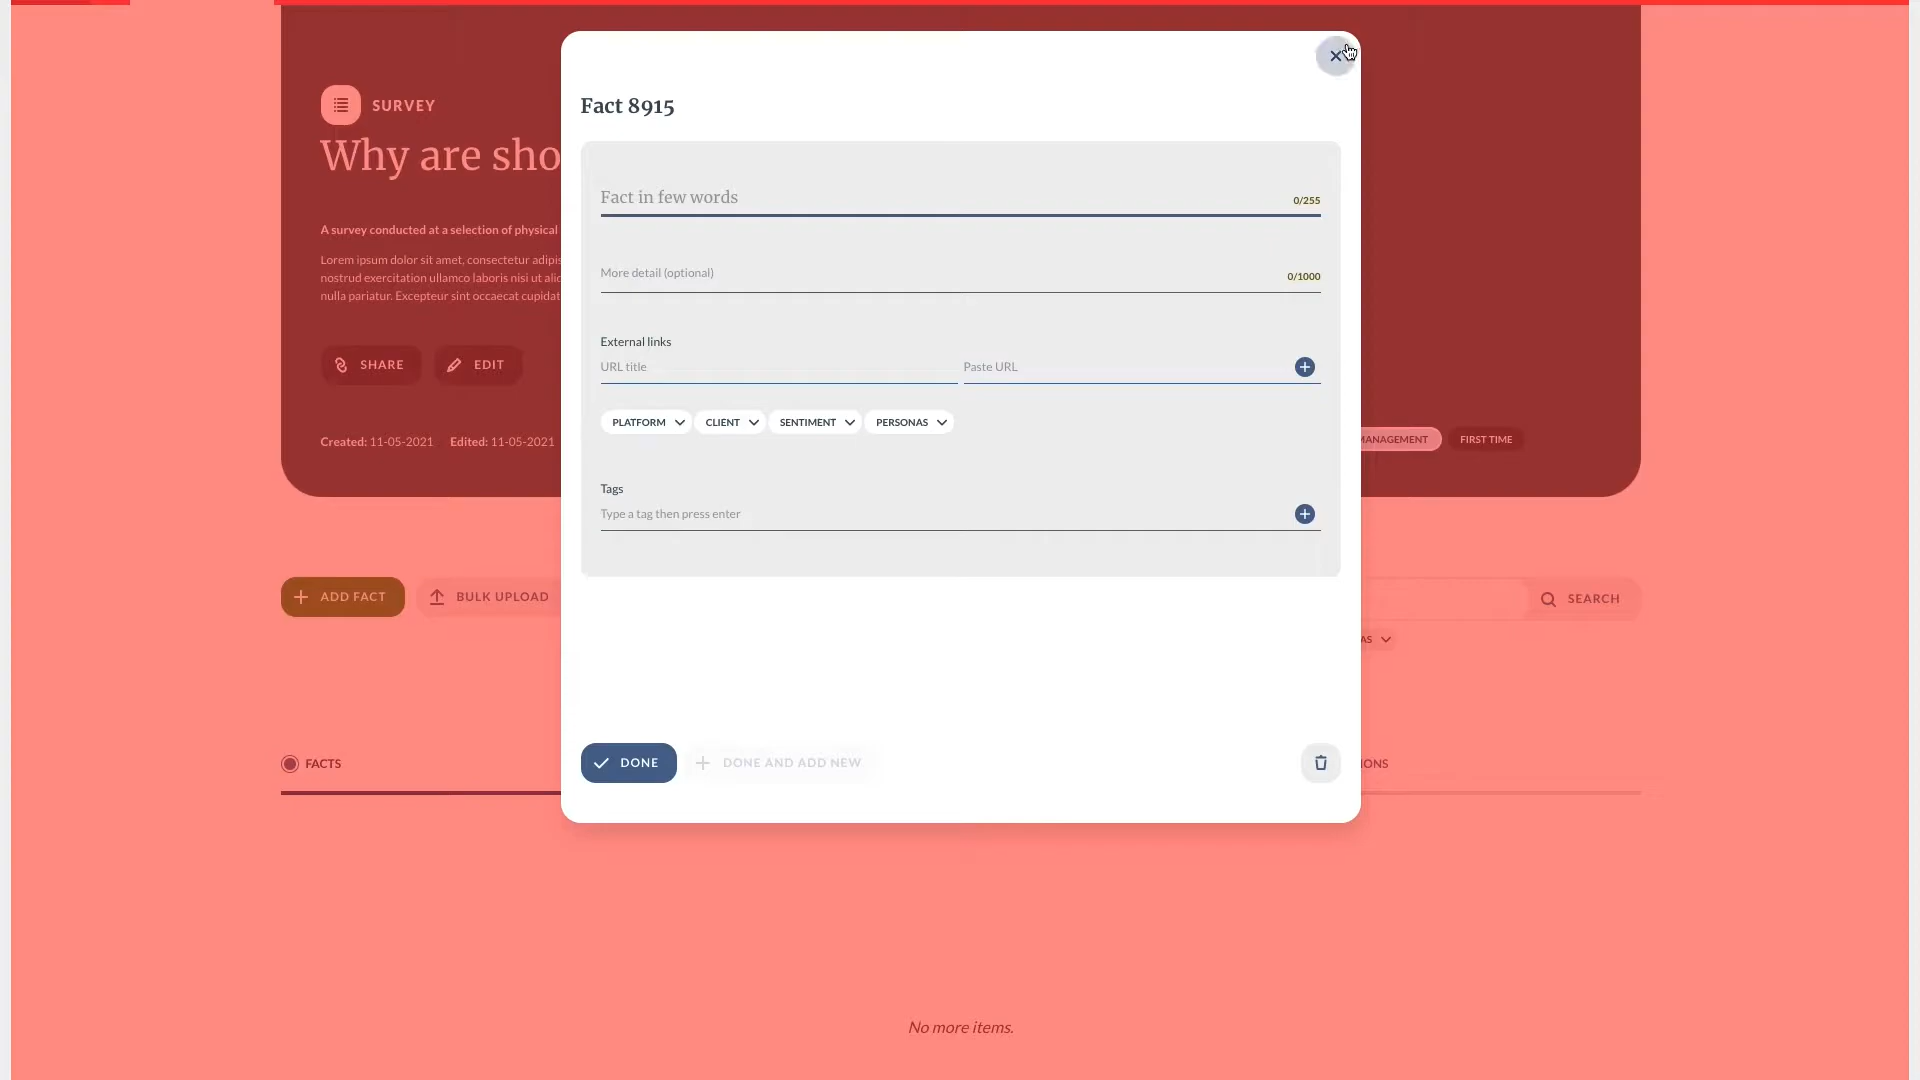 SURVEY
Why are sho
A survey conducted at a selection of physical
Lorem ipsum dolor sit amet, consectetur adipis
nostrud exercitation ullamco laboris nisi ut alic
nulla pariatur. Excepteur sint occaecat cupidat
SHARE
EDIT
Created: 11-05-2021 Edited: 11-05-2021
MANAGEMENT
FIRST TIME
ADD FACT
BULK UPLOAD
SEARCH
AS
FACTS
IONS
No more items.
Fact 8915
Fact in few words
0/255
More detail (optional)
0/1000
External links
URL title
Paste URL
PLATFORM
CLIENT
SENTIMENT
PERSONAS
Tags
Type a tag then press enter
DONE
DONE AND ADD NEW